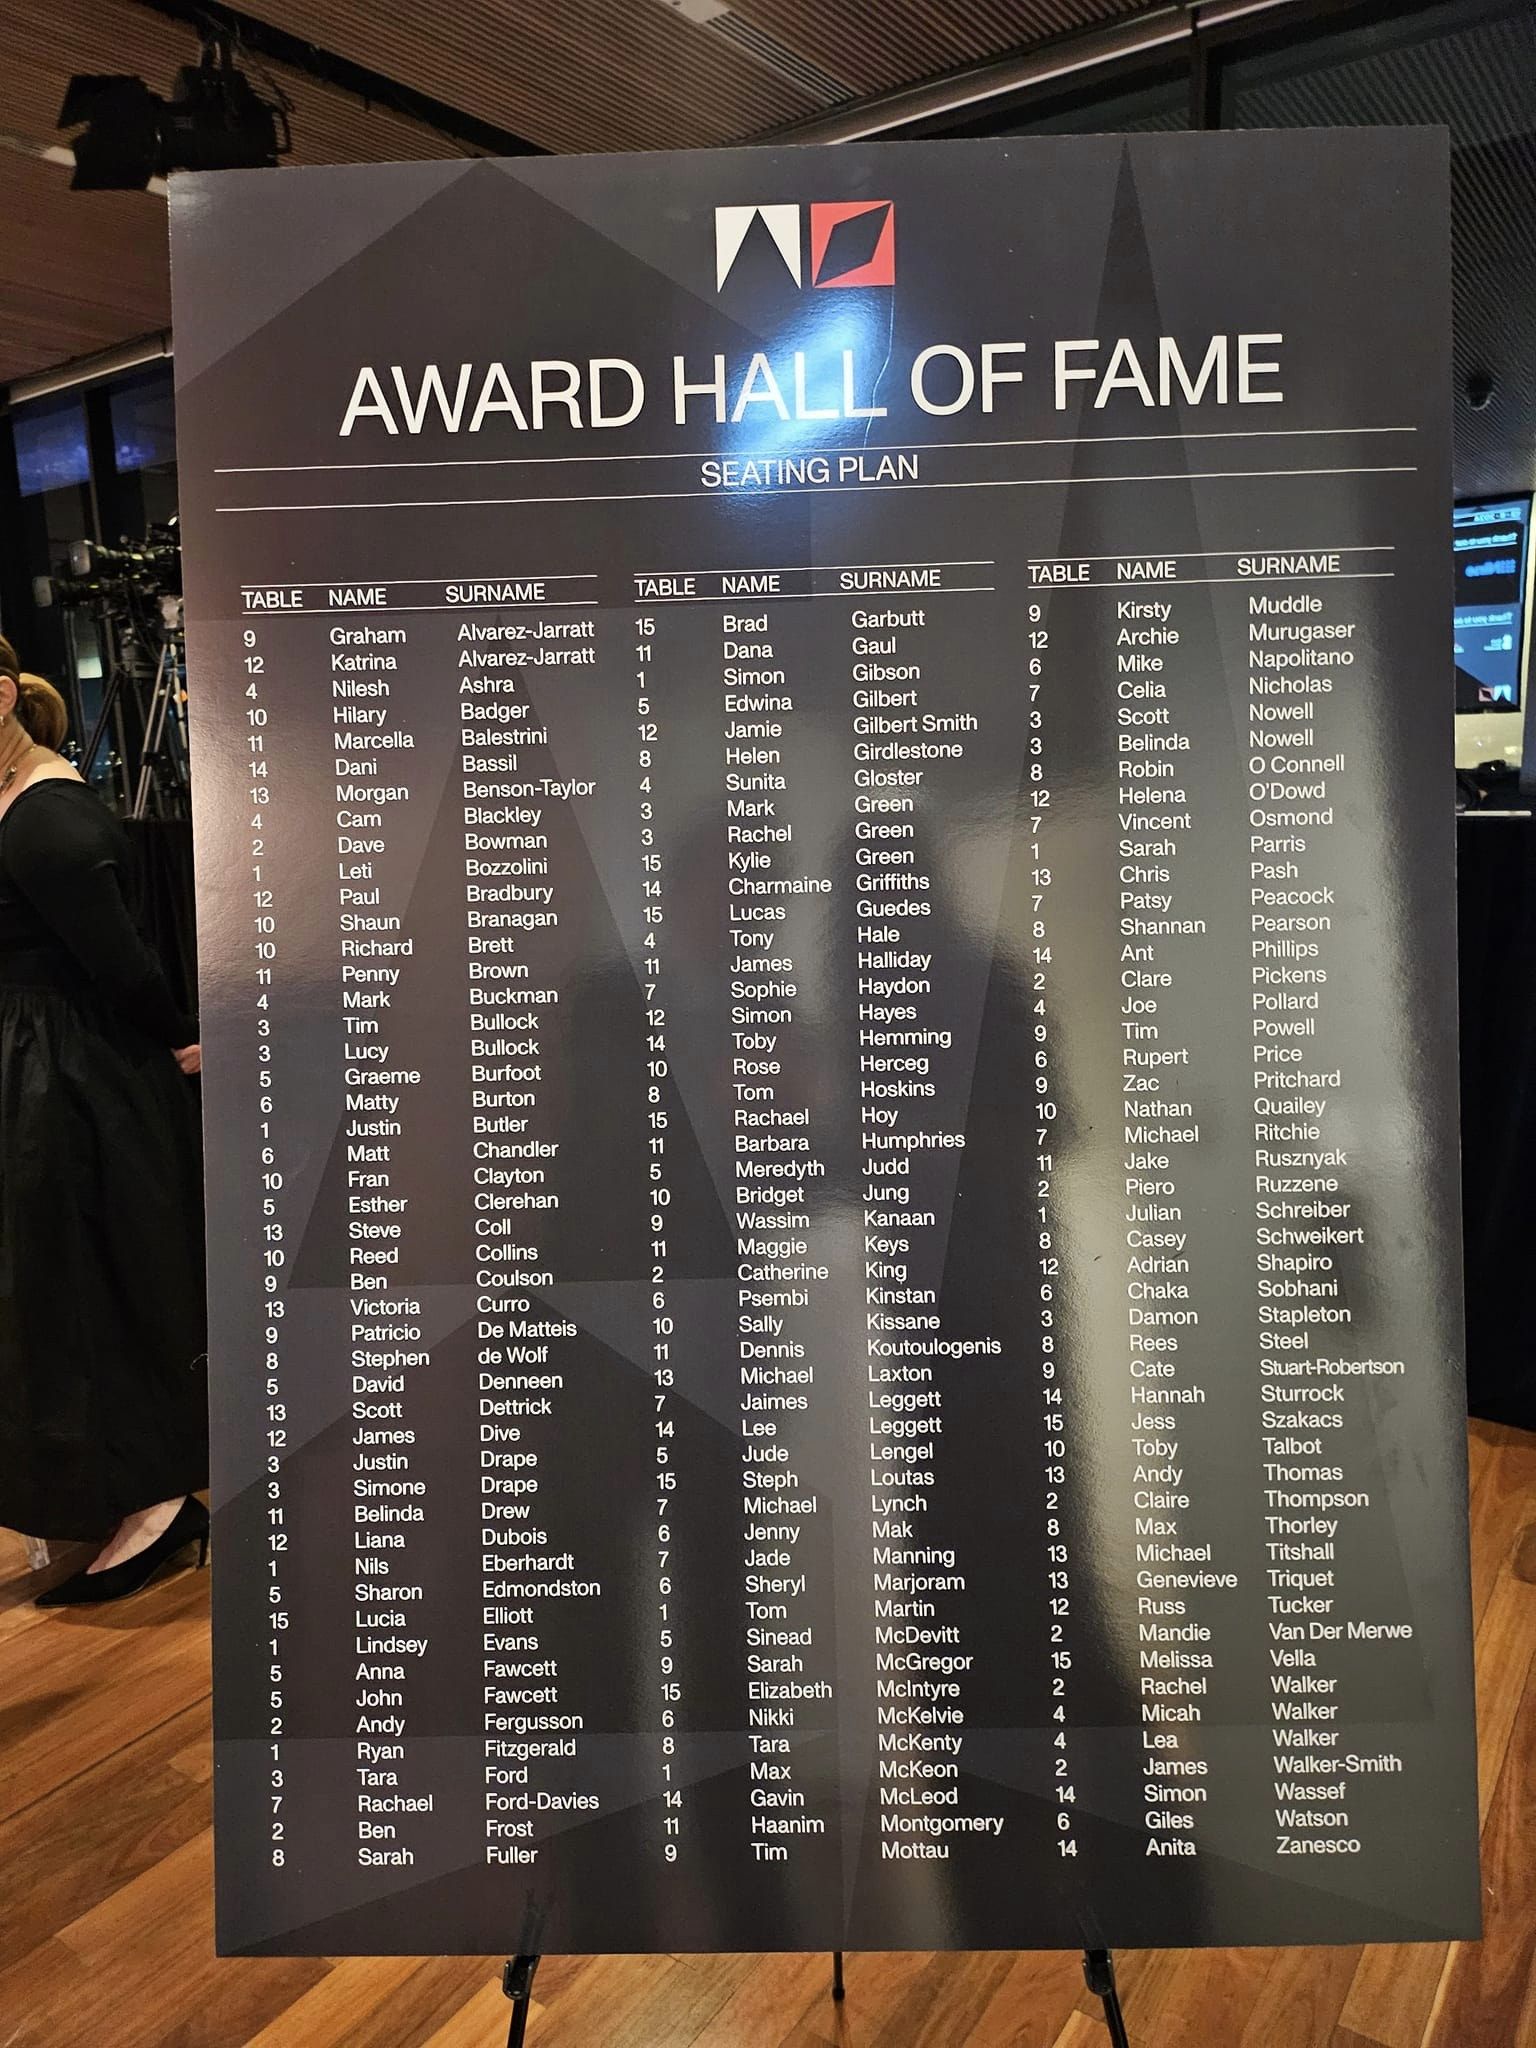 AWARD HALL OF FAME
SEATING PLAN
TABLE NAME SURNAME
9 Graham Alvarez-Jarratt
12 Katrina Alvarez-Jarratt
4 Nilesh Ashra
10 Hilary Badger
11 Marcella Balestrini
14 Dani Bassil
13 Morgan Benson-Taylor
4 Cam Blackley
2 Dave Bowman
1 Leti Bozzolini
12 Paul Bradbury
10 Shaun Branagan
10 Richard Brett
11 Penny Brown
4 Mark Buckman
3 Tim Bullock
3 Lucy Bullock
5 Graeme Burfoot
6 Matty Burton
1 Justin Butler
6 Matt Chandler
10 Fran Clayton
5 Esther Clerehan
13 Steve Coll
10 Reed Collins
9 Ben Coulson
13 Victoria Curro
9 Patricio De Matteis
8 Stephen de Wolf
5 David Denneen
13 Scott Dettrick
12 James Dive
3 Justin Drape
3 Simone Drape
11 Belinda Drew
12 Liana Dubois
1 Nils Eberhardt
5 Sharon Edmondston
15 Lucia Elliott
1 Lindsey Evans
5 Anna Fawcett
5 John Fawcett
2 Andy Fergusson
1 Ryan Fitzgerald
3 Tara Ford
7 Rachael Ford-Davies
2 Ben Frost
8 Sarah Fuller
TABLE NAME SURNAME
15 Brad Garbutt
11 Dana Gaul
1 Simon Gibson
5 Edwina Gilbert
12 Jamie Gilbert Smith
8 Helen Girdlestone
4 Sunita Gloster
3 Mark Green
3 Rachel Green
15 Kylie Green
14 Charmaine Griffiths
15 Lucas Guedes
4 Tony Hale
11 James Halliday
7 Sophie Haydon
12 Simon Hayes
14 Toby Hemming
10 Rose Herceg
8 Tom Hoskins
15 Rachael Hoy
11 Barbara Humphries
5 Meredyth Judd
10 Bridget Jung
9 Wassim Kanaan
11 Maggie Keys
2 Catherine King
6 Psembi Kinstan
10 Sally Kissane
11 Dennis Koutoulogenis
13 Michael Laxton
7 Jaimes Leggett
14 Lee Leggett
5 Jude Lengel
15 Steph Loutas
7 Michael Lynch
6 Jenny Mak
7 Jade Manning
6 Sheryl Marjoram
1 Tom Martin
5 Sinead McDevitt
9 Sarah McGregor
15 Elizabeth McIntyre
6 Nikki McKelvie
8 Tara McKenty
1 Max McKeon
14 Gavin McLeod
11 Haanim Montgomery
9 Tim Mottau
TABLE NAME SURNAME
9 Kirsty Muddle
12 Archie Murugaser
6 Mike Napolitano
7 Celia Nicholas
3 Scott Nowell
3 Belinda Nowell
8 Robin O Connell
12 Helena O'Dowd
7 Vincent Osmond
1 Sarah Parris
13 Chris Pash
7 Patsy Peacock
8 Shannan Pearson
14 Ant Phillips
2 Clare Pickens
4 Joe Pollard
9 Tim Powell
6 Rupert Price
9 Zac Pritchard
10 Nathan Quailey
7 Michael Ritchie
11 Jake Rusznyak
2 Piero Ruzzene
1 Julian Schreiber
8 Casey Schweikert
12 Adrian Shapiro
6 Chaka Sobhani
3 Damon Stapleton
8 Rees Steel
9 Cate Stuart-Robertson
14 Hannah Sturrock
15 Jess Szakacs
10 Toby Talbot
13 Andy Thomas
2 Claire Thompson
8 Max Thorley
13 Michael Titshall
13 Genevieve Triquet
12 Russ Tucker
2 Mandie Van Der Merwe
15 Melissa Vella
2 Rachel Walker
4 Micah Walker
4 Lea Walker
2 James Walker-Smith
14 Simon Wassef
6 Giles Watson
14 Anita Zanesco